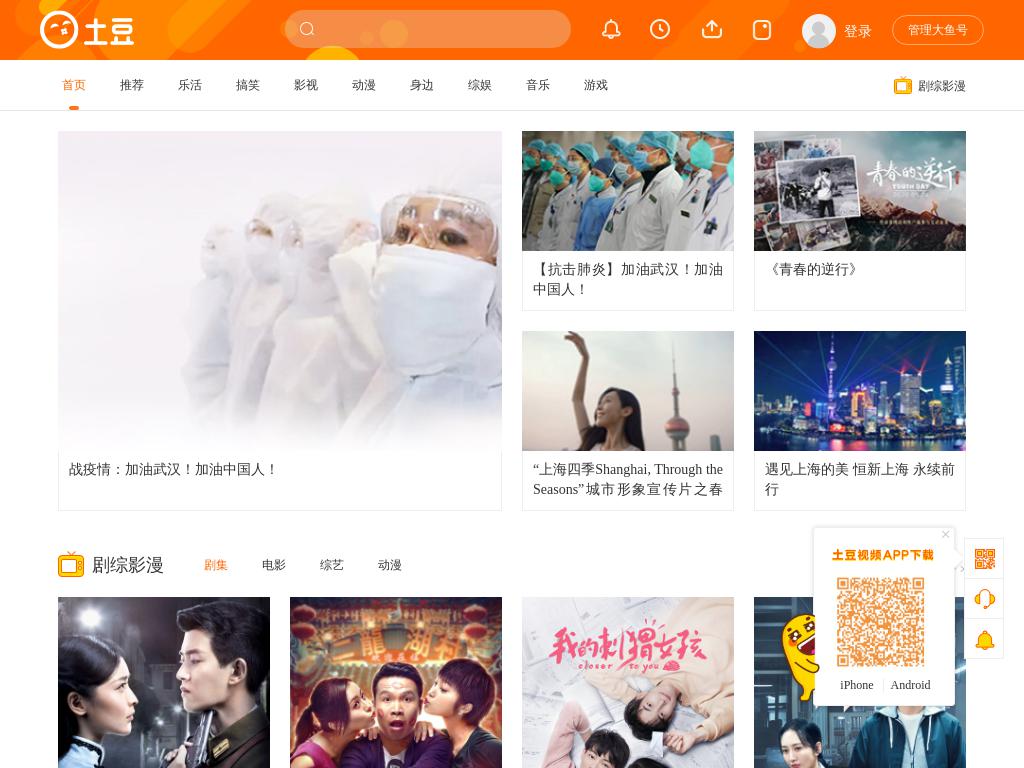 土豆
登录
管理大鱼号
首页 推荐 乐活 搞笑 影视 动漫 身边 综娱 音乐 游戏
剧综影漫
青春的逆行
YOUTH DAY
战疫情：加油武汉！加油中国人！
【抗击肺炎】加油武汉！加油
中国人！
《青春的逆行》
“上海四季Shanghai, Through the
Seasons”城市形象宣传片之春
遇见上海的美 恒新上海 永续前
行
剧综影漫
剧集 电影 综艺 动漫
二龍湖村
我的刺猬女孩
closer to you
土豆视频APP下载
iPhone
Android